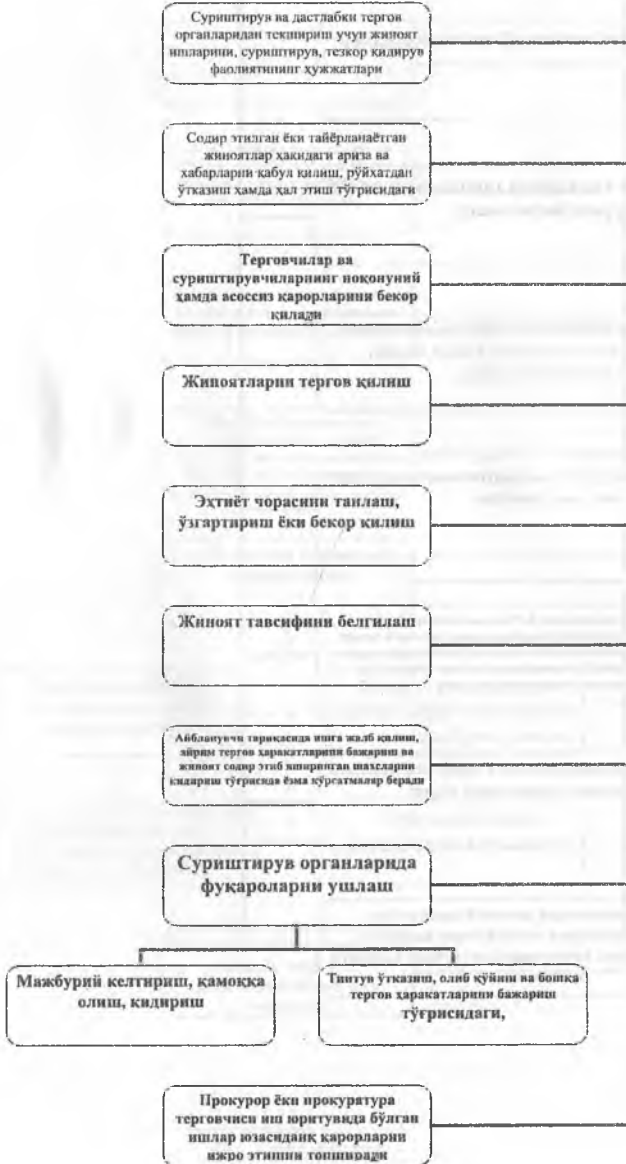 Суриштирув ва дастлабки тергов
органларидан текшириш учун жиноят
ишларини, суриштирув, тезкор қидирув
фаолиятининг ҳужжатлари
Содир этилган ёки тайёрланаётган
жиноятлар ҳақидаги ариза ва
хабарларни қабул қилиш, рўйхатдан
ўтказиш ҳамда ҳал этиш тўғрисидаги
Терговчилар ва
суриштирувчиларнинг ноқонуний
ҳамда асоссиз қарорларини бекор
қилади
Жиноятларни тергов қилиш
Эҳтиёт чорасини танлаш,
ўзгартириш ёки бекор қилиш
Жиноят тавсифини белгилаш
Айбланувчи тариқасида ишга жалб қилиш,
айрим тергов ҳаракатларини бажариш ва
жиноят содир этиб яширинган шахсларни
қидириш тўғрисида ёзма кўрсатмалар беради
Суриштирув органларида
фуқароларни ушлаш
Мажбурий келтириш, қамоққа
олиш, қидириш
Тинтув ўтказиш, олиб қўйиш ва бошқа
тергов ҳаракатларини бажариш
тўғрисидаги,
Прокурор ёки прокуратура
терговчиси иш юритувида бўлган
ишлар юзасиданқ қарорларни
ижро этишни топширади